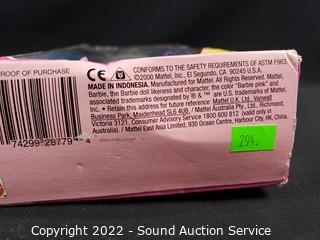 PROOF OF PURCHASE
74299 28779 4
CE
CONFORMS TO THE SAFETY REQUIREMENTS OF ASTM F963.
©2000 Mattel, Inc., El Segundo, CA 90245 U.S.A.
MADE IN INDONESIA. Manufactured for Mattel. All Rights Reserved.
Barbie, the Barbie doll likeness and character, the color "Barbie pink" and
trademarks designated by ® & ™ are U.S. trademarks of Mattel,
Inc. • Retain this address for future reference: Mattel U.K. Ltd., Vanwall
Business Park, Maidenhead SL6 4UB. / Mattel Australia Pty., Ltd., Richmond,
Victoria 3121. Consumer Advisory Service 1800 800 812 (valid only in
Australia). / Mattel East Asia Limited, 930 Ocean Centre, Harbour City, HK, China.
294.
Copyright 2022 - Sound Auction Service